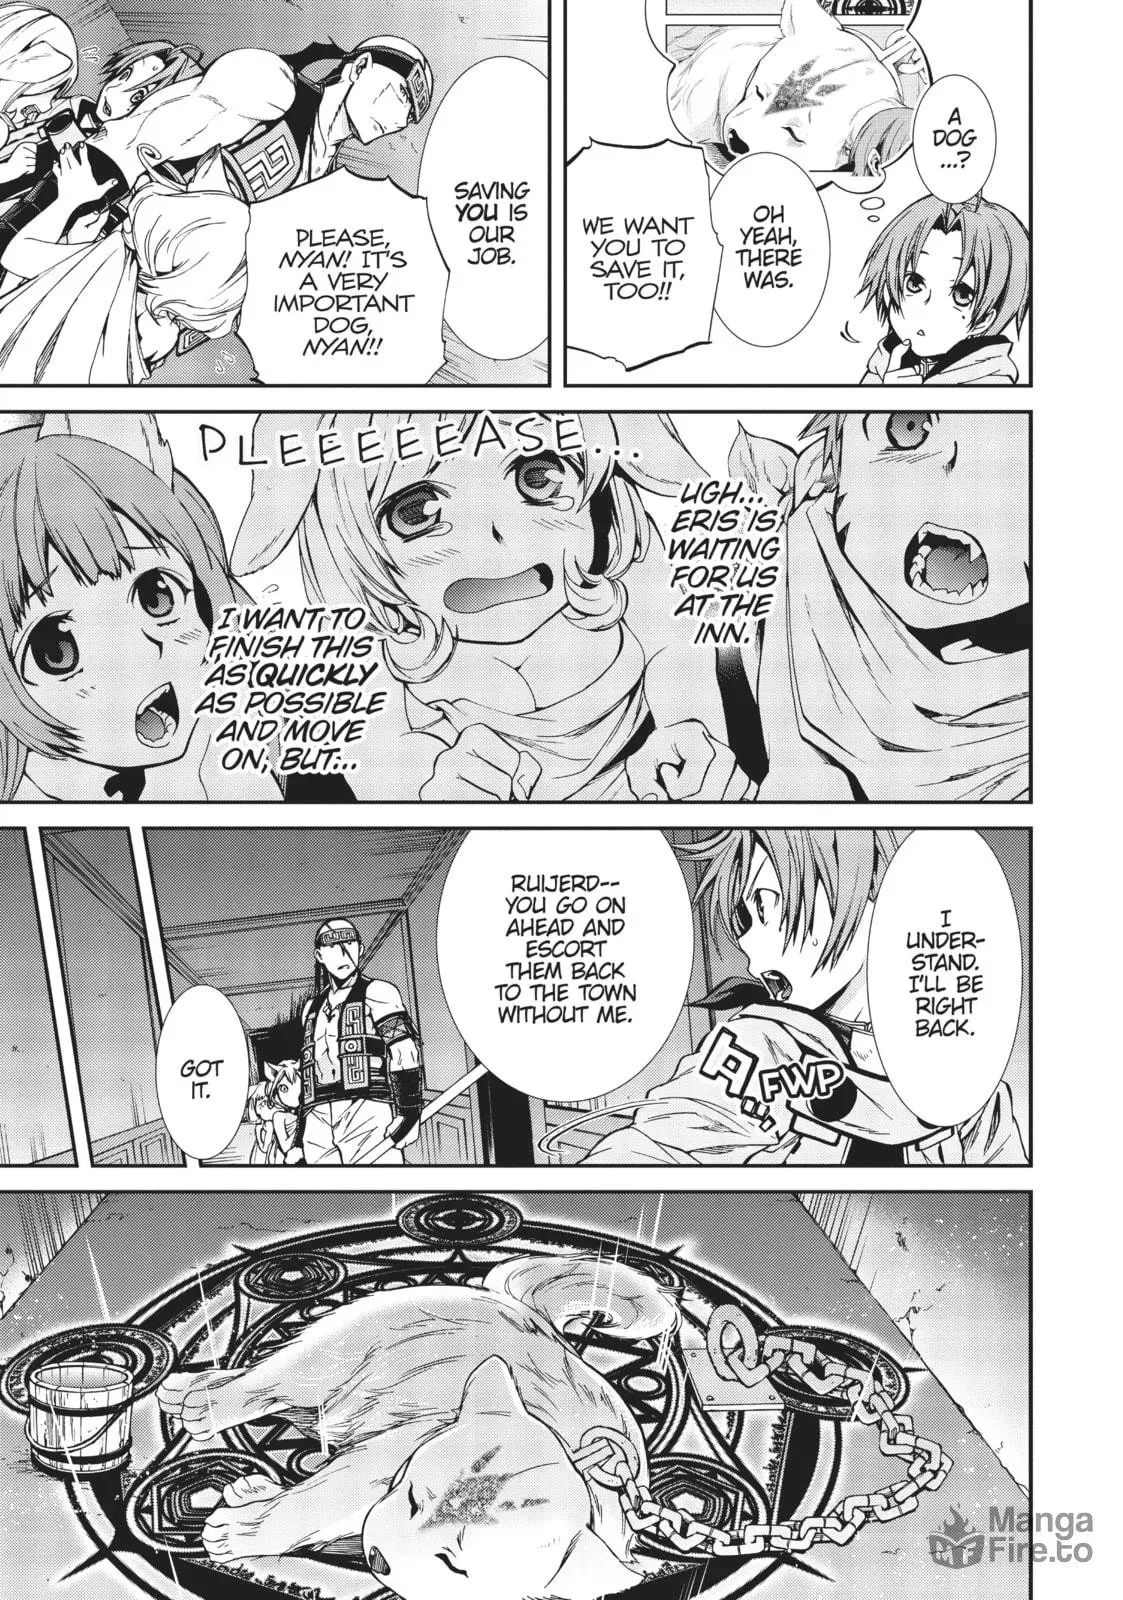 A
DOG
...?
OH
YEAH,
THERE
WAS.
WE WANT
YOU TO
SAVE IT,
TOO!!
SAVING
YOU IS
OUR
JOB.
PLEASE,
NYAN! IT'S
A VERY
IMPORTANT
DOG,
NYAN!!
PLEEEEEEASE...
UGH...
ERIS IS
WAITING
FOR US
AT THE
INN.
I WANT TO
FINISH THIS
AS QUICKLY
AS POSSIBLE
AND MOVE
ON, BUT...
I
UNDER-
STAND.
I'LL BE
RIGHT
BACK.
タッ
FWP
RUIJERD--
YOU GO ON
AHEAD AND
ESCORT
THEM BACK
TO THE TOWN
WITHOUT ME.
GOT
IT.
Manga
Fire.to